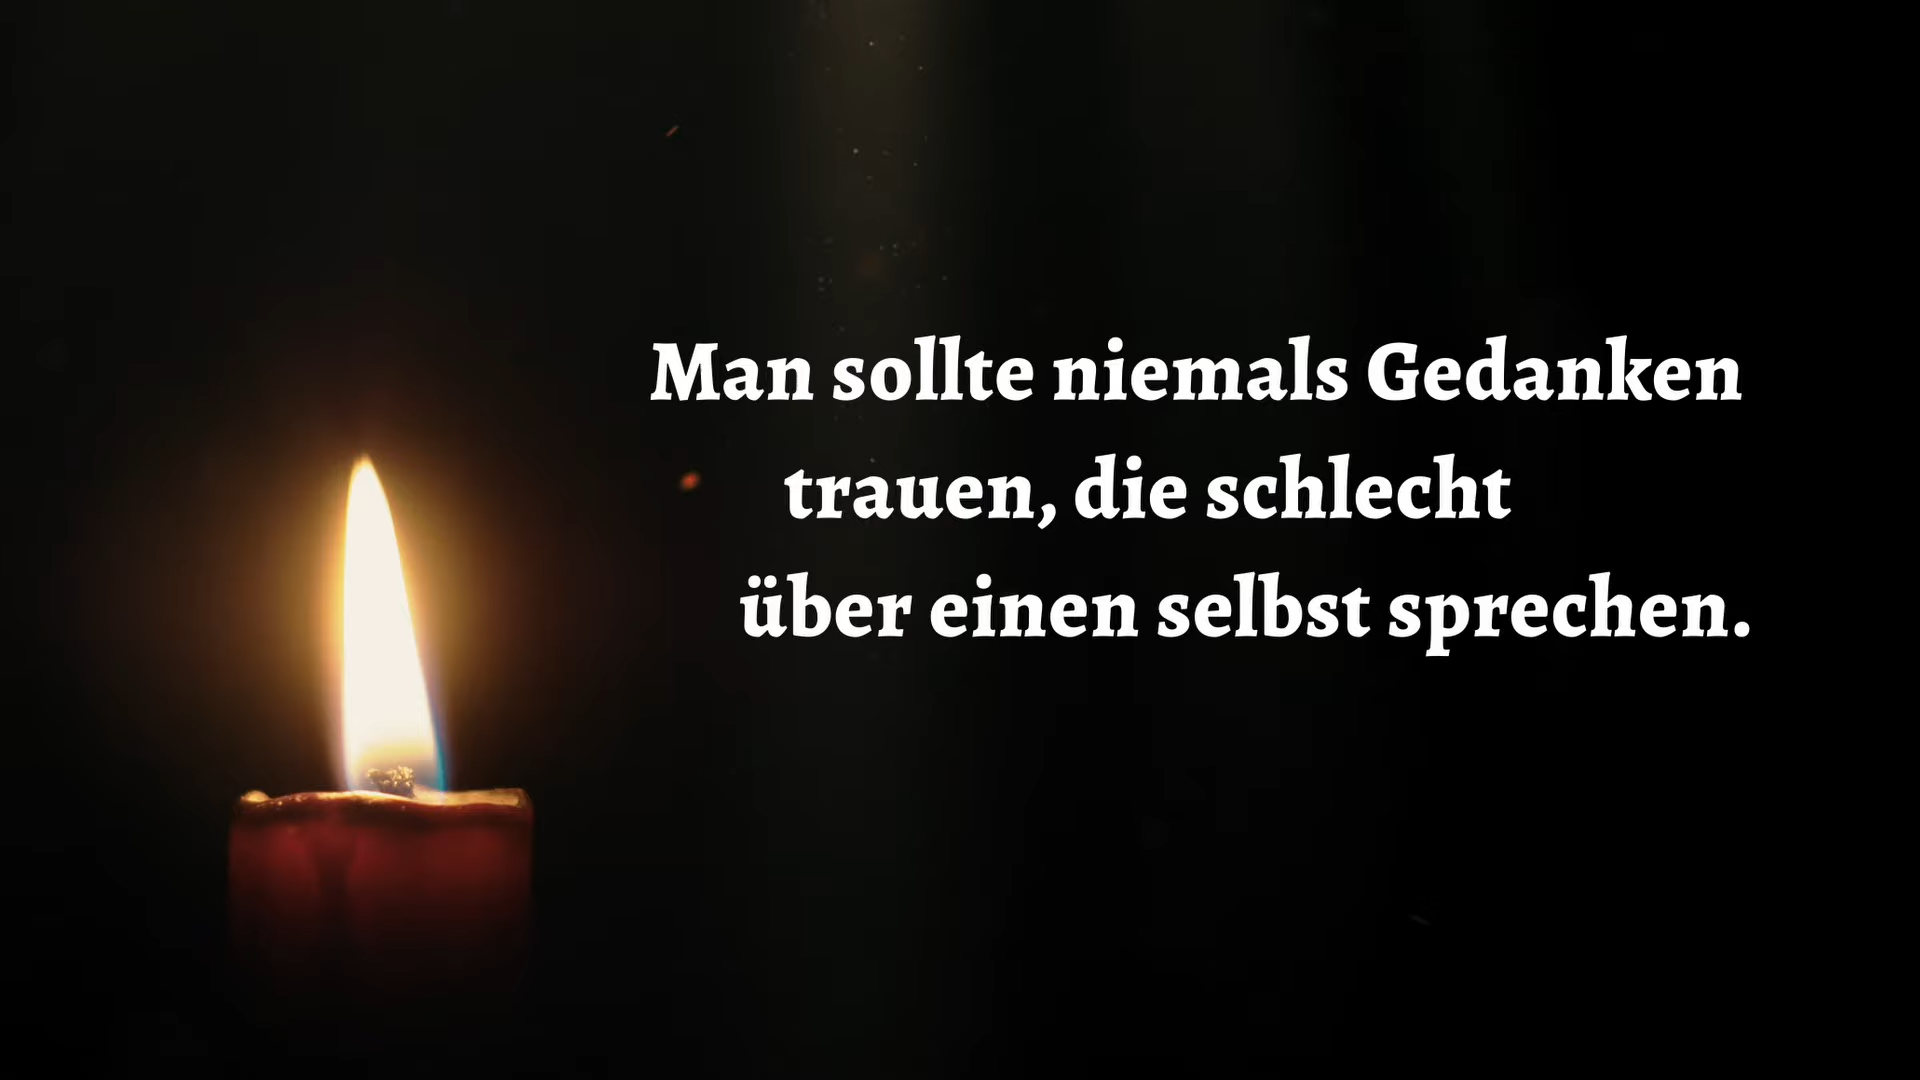 Man sollte niemals Gedanken
trauen, die schlecht
über einen selbst sprechen.